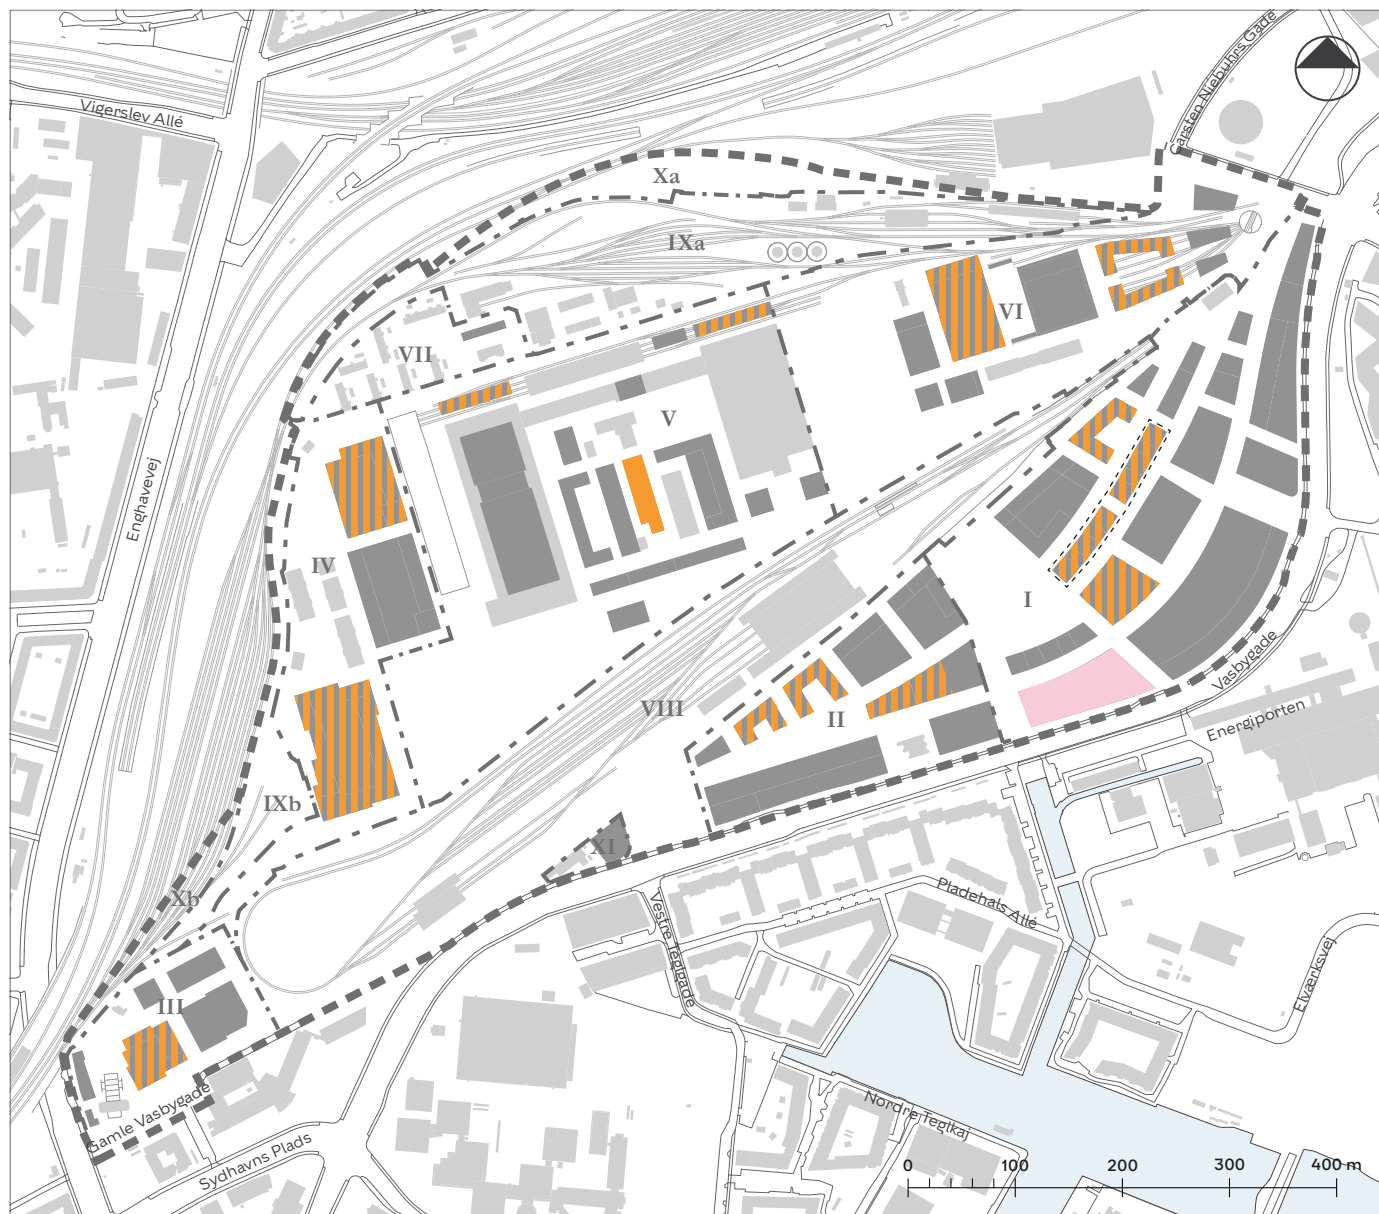 Carsten Niebuhrs Gade
Vigerslev Allé
Xa
IXa
VI
VII
V
Enghavevej
IV
I
Vasbygade
VIII
II
Energiporten
IXb
XI
Xb
Pladehals Allé
Vestre Teglgade
Elværksvej
III
Gamle Vasbygade
Nordre Teglkaj
Sydhavns Plads
0 100 200 300 400 m